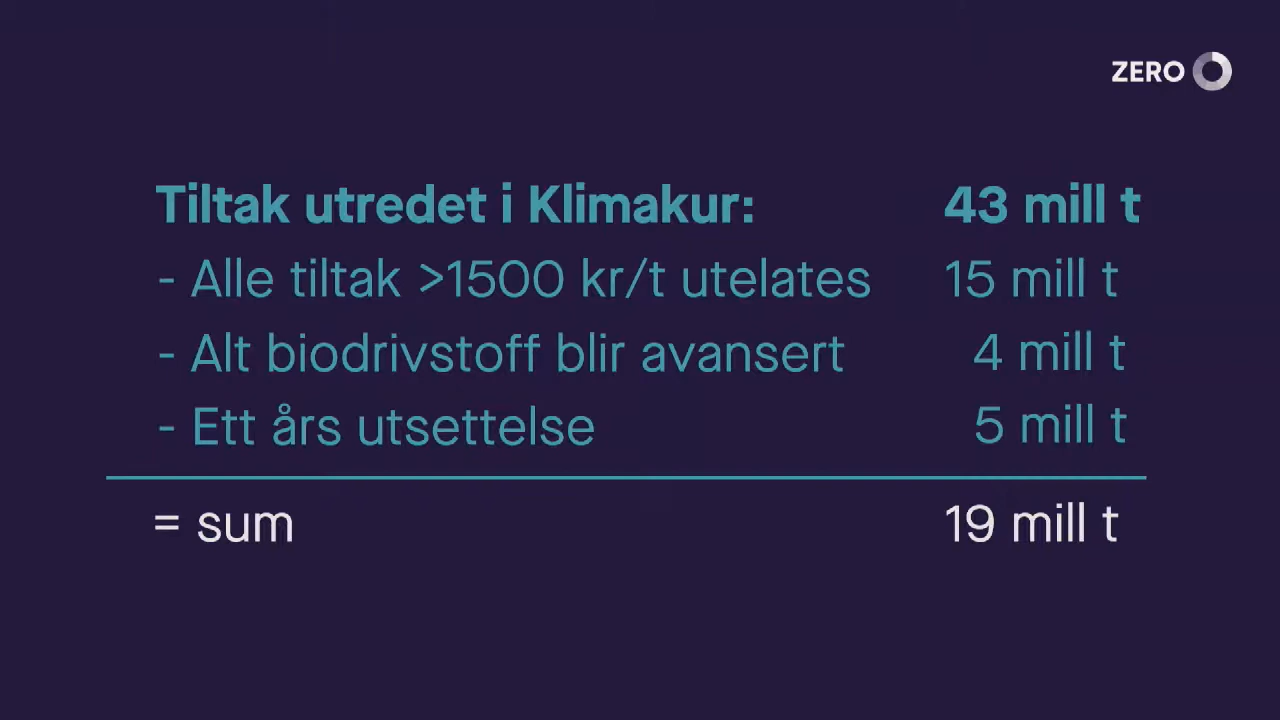 ZERO
Tiltak utredet i Klimakur: 43 mill t
- Alle tiltak >1500 kr/t utelates 15 mill t
- Alt biodrivstoff blir avansert 4 mill t
- Ett års utsettelse 5 mill t
= sum 19 mill t